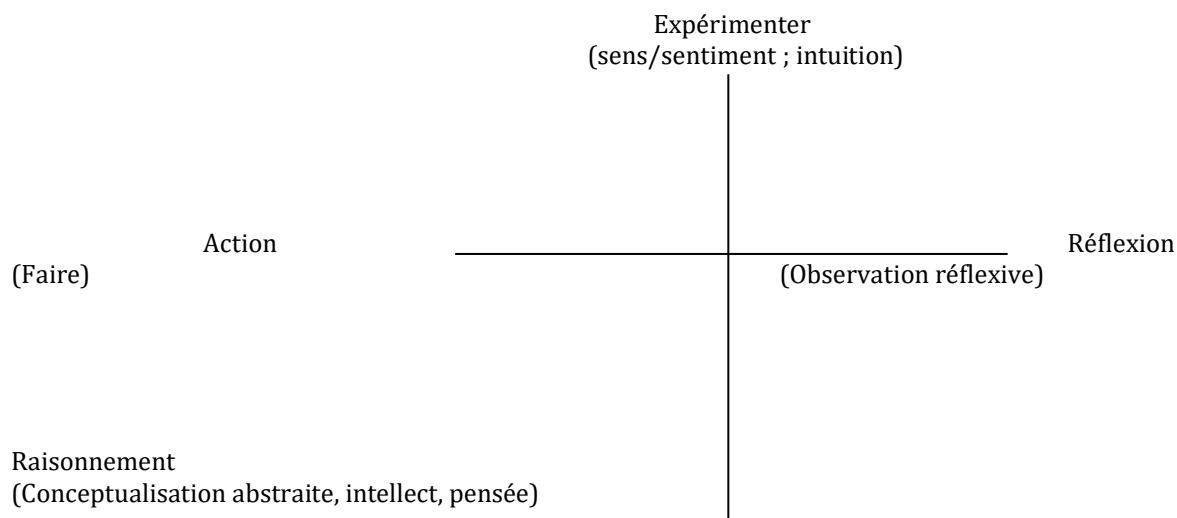 Expérimenter
(sens/sentiment ; intuition)
Action Réflexion
(Faire) (Observation réflexive)
Raisonnement
(Conceptualisation abstraite, intellect, pensée)